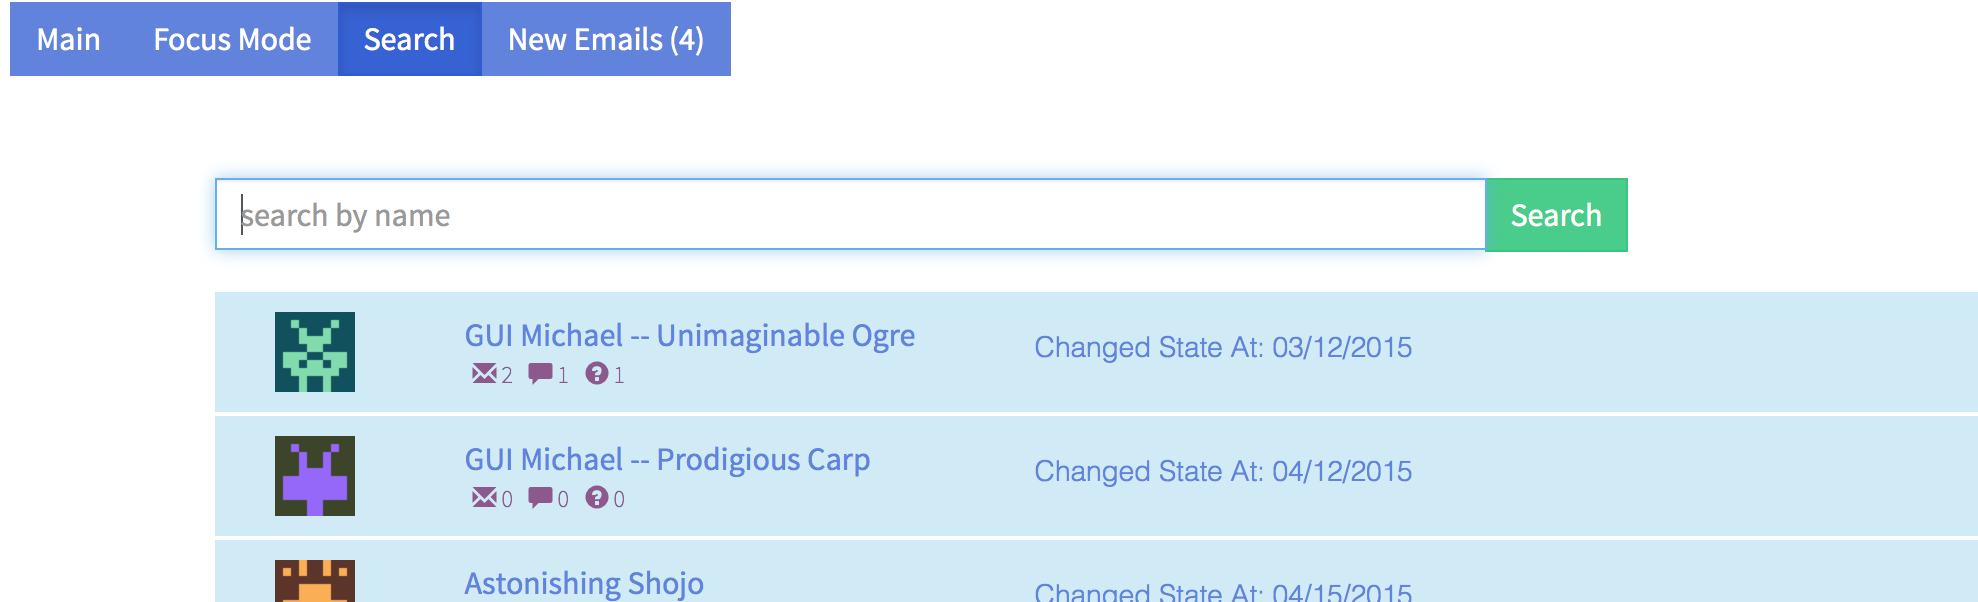 Main Focus Mode Search New Emails (4)
search by name Search
GUI Michael -- Unimaginable Ogre
Changed State At: 03/12/2015
2 1 1
GUI Michael -- Prodigious Carp
Changed State At: 04/12/2015
0 0 0
Astonishing Shojo
Changed State At: 04/15/2015